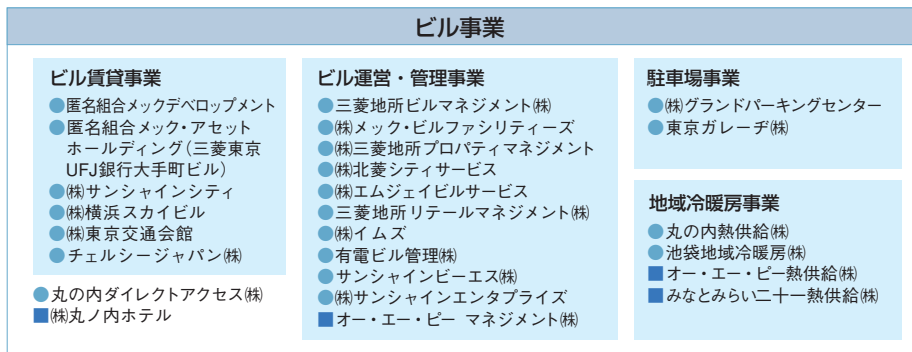 ビル事業
ビル賃貸事業
●匿名組合メックデベロップメント
●匿名組合メック・アセット
ホールディング(三菱東京
UFJ銀行大手町ビル)
●㈱サンシャインシティ
●㈱横浜スカイビル
●㈱東京交通会館
●チェルシージャパン㈱
●丸の内ダイレクトアクセス㈱
■㈱丸ノ内ホテル
ビル運営・管理事業
●三菱地所ビルマネジメント㈱
●㈱メック・ビルファシリティーズ
●㈱三菱地所プロパティマネジメント
●㈱北菱シティサービス
●㈱エムジェイビルサービス
●三菱地所リテールマネジメント㈱
●㈱イムズ
●有電ビル管理㈱
●サンシャインビーエス㈱
●㈱サンシャインエンタプライズ
■オー・エー・ピー マネジメント㈱
駐車場事業
●㈱グランドパーキングセンター
●東京ガレーヂ㈱
地域冷暖房事業
●丸の内熱供給㈱
●池袋地域冷暖房㈱
■オー・エー・ピー熱供給㈱
■みなとみらい二十一熱供給㈱